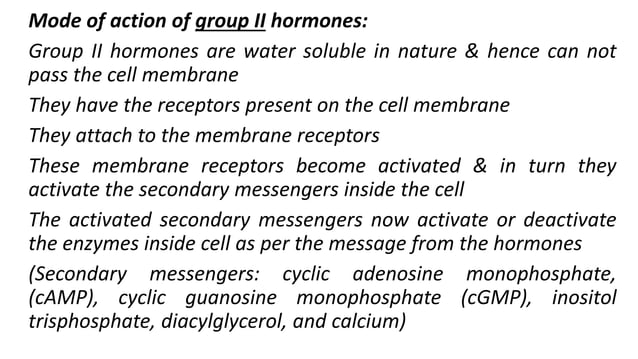 Mode of action of group II hormones:
Group II hormones are water soluble in nature & hence can not
pass the cell membrane
They have the receptors present on the cell membrane
They attach to the membrane receptors
These membrane receptors become activated & in turn they
activate the secondary messengers inside the cell
The activated secondary messengers now activate or deactivate
the enzymes inside cell as per the message from the hormones
(Secondary messengers: cyclic adenosine monophosphate,
(cAMP), cyclic guanosine monophosphate (cGMP), inositol
trisphosphate, diacylglycerol, and calcium)